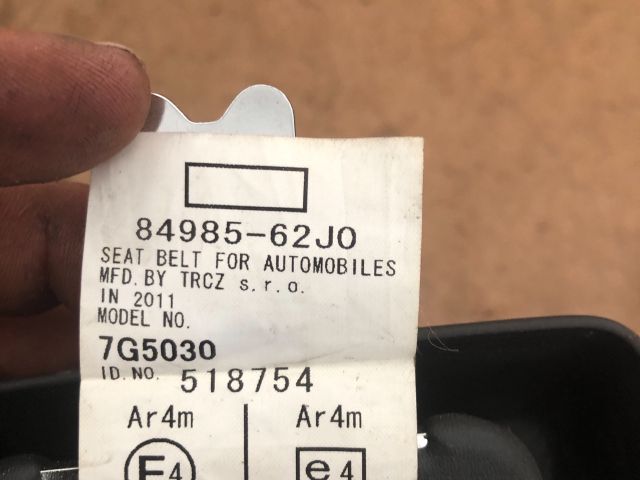 84985-62J0
SEAT BELT FOR AUTOMOBILES
MFD. BY TRCZ s.r.o.
IN 2011
MODEL NO.
7G5030
ID.NO. 518754
Ar4m Ar4m
E4 e4